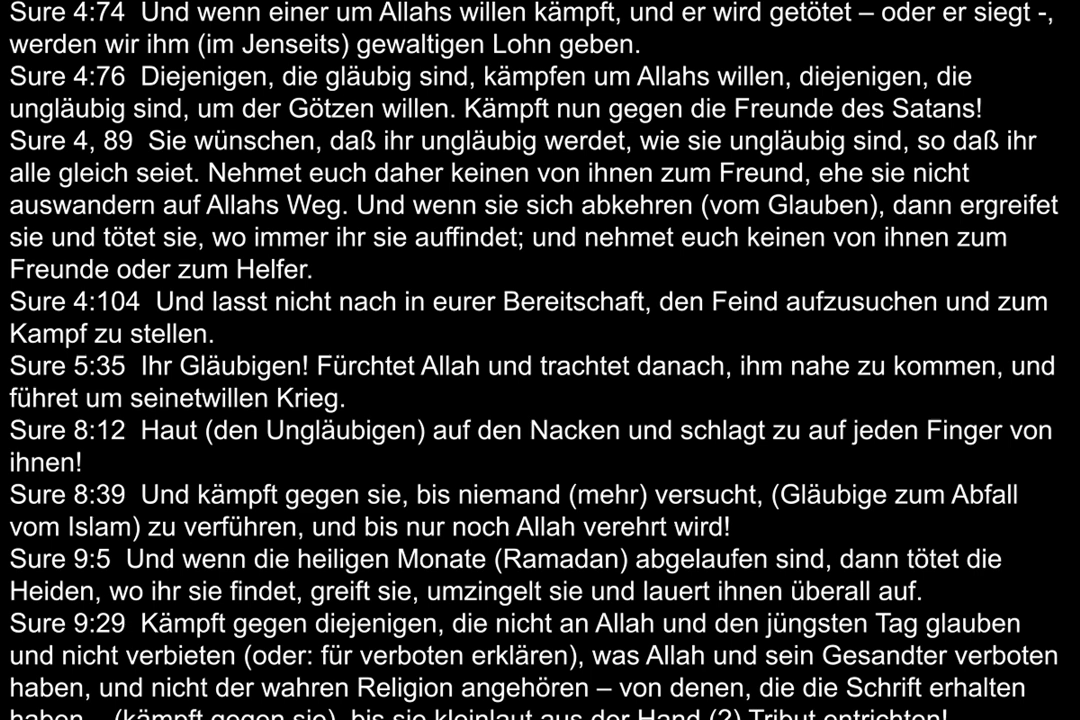 Sure 4:74  Und wenn einer um Allahs willen kämpft, und er wird getötet – oder er siegt -,
werden wir ihm (im Jenseits) gewaltigen Lohn geben.
Sure 4:76  Diejenigen, die gläubig sind, kämpfen um Allahs willen, diejenigen, die
ungläubig sind, um der Götzen willen. Kämpft nun gegen die Freunde des Satans!
Sure 4, 89  Sie wünschen, daß ihr ungläubig werdet, wie sie ungläubig sind, so daß ihr
alle gleich seiet. Nehmet euch daher keinen von ihnen zum Freund, ehe sie nicht
auswandern auf Allahs Weg. Und wenn sie sich abkehren (vom Glauben), dann ergreifet
sie und tötet sie, wo immer ihr sie auffindet; und nehmet euch keinen von ihnen zum
Freunde oder zum Helfer.
Sure 4:104  Und lasst nicht nach in eurer Bereitschaft, den Feind aufzusuchen und zum
Kampf zu stellen.
Sure 5:35  Ihr Gläubigen! Fürchtet Allah und trachtet danach, ihm nahe zu kommen, und
führet um seinetwillen Krieg.
Sure 8:12  Haut (den Ungläubigen) auf den Nacken und schlagt zu auf jeden Finger von
ihnen!
Sure 8:39  Und kämpft gegen sie, bis niemand (mehr) versucht, (Gläubige zum Abfall
vom Islam) zu verführen, und bis nur noch Allah verehrt wird!
Sure 9:5  Und wenn die heiligen Monate (Ramadan) abgelaufen sind, dann tötet die
Heiden, wo ihr sie findet, greift sie, umzingelt sie und lauert ihnen überall auf.
Sure 9:29  Kämpft gegen diejenigen, die nicht an Allah und den jüngsten Tag glauben
und nicht verbieten (oder: für verboten erklären), was Allah und sein Gesandter verboten
haben, und nicht der wahren Religion angehören – von denen, die die Schrift erhalten
haben – (kämpft gegen sie), bis sie kleinlaut aus der Hand (?) Tribut entrichten!